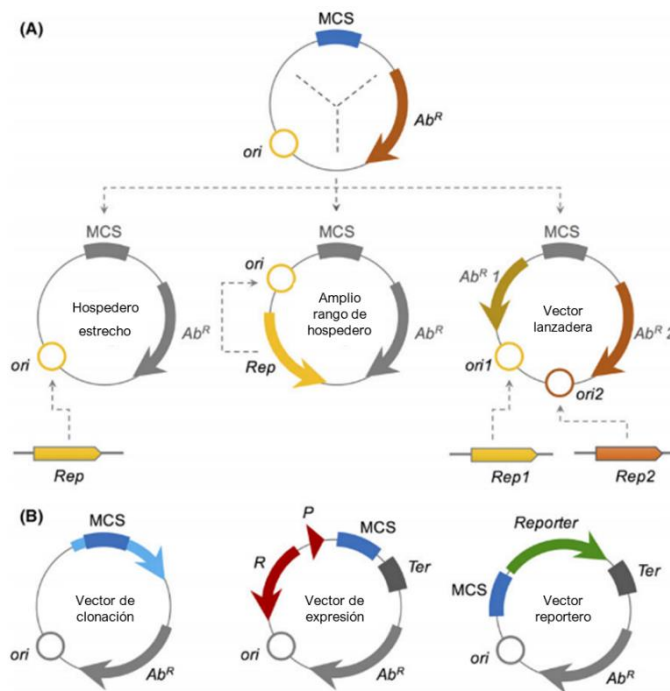 (A)
MCS
Ab^R
ori
MCS
Hospedero
estrecho
Ab^R
ori
Rep
MCS
ori
Amplio
rango de
hospedero
Ab^R
Rep
MCS
Ab^R 1
Vector
lanzadera
Ab^R 2
ori1
ori2
Rep1
Rep2
(B)
MCS
Vector de
clonación
ori
Ab^R
P
MCS
R
Ter
Vector de
expresión
ori
Ab^R
Reporter
Ter
MCS
Vector
reportero
ori
Ab^R